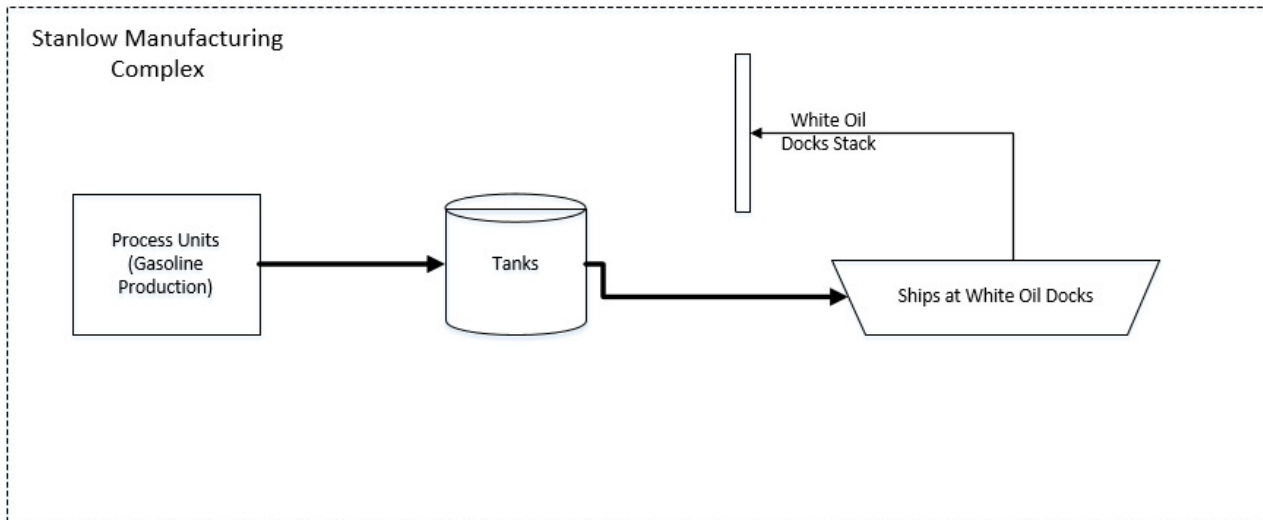 Stanlow Manufacturing
Complex
White Oil
Docks Stack
Process Units
(Gasoline
Production)
Tanks
Ships at White Oil Docks